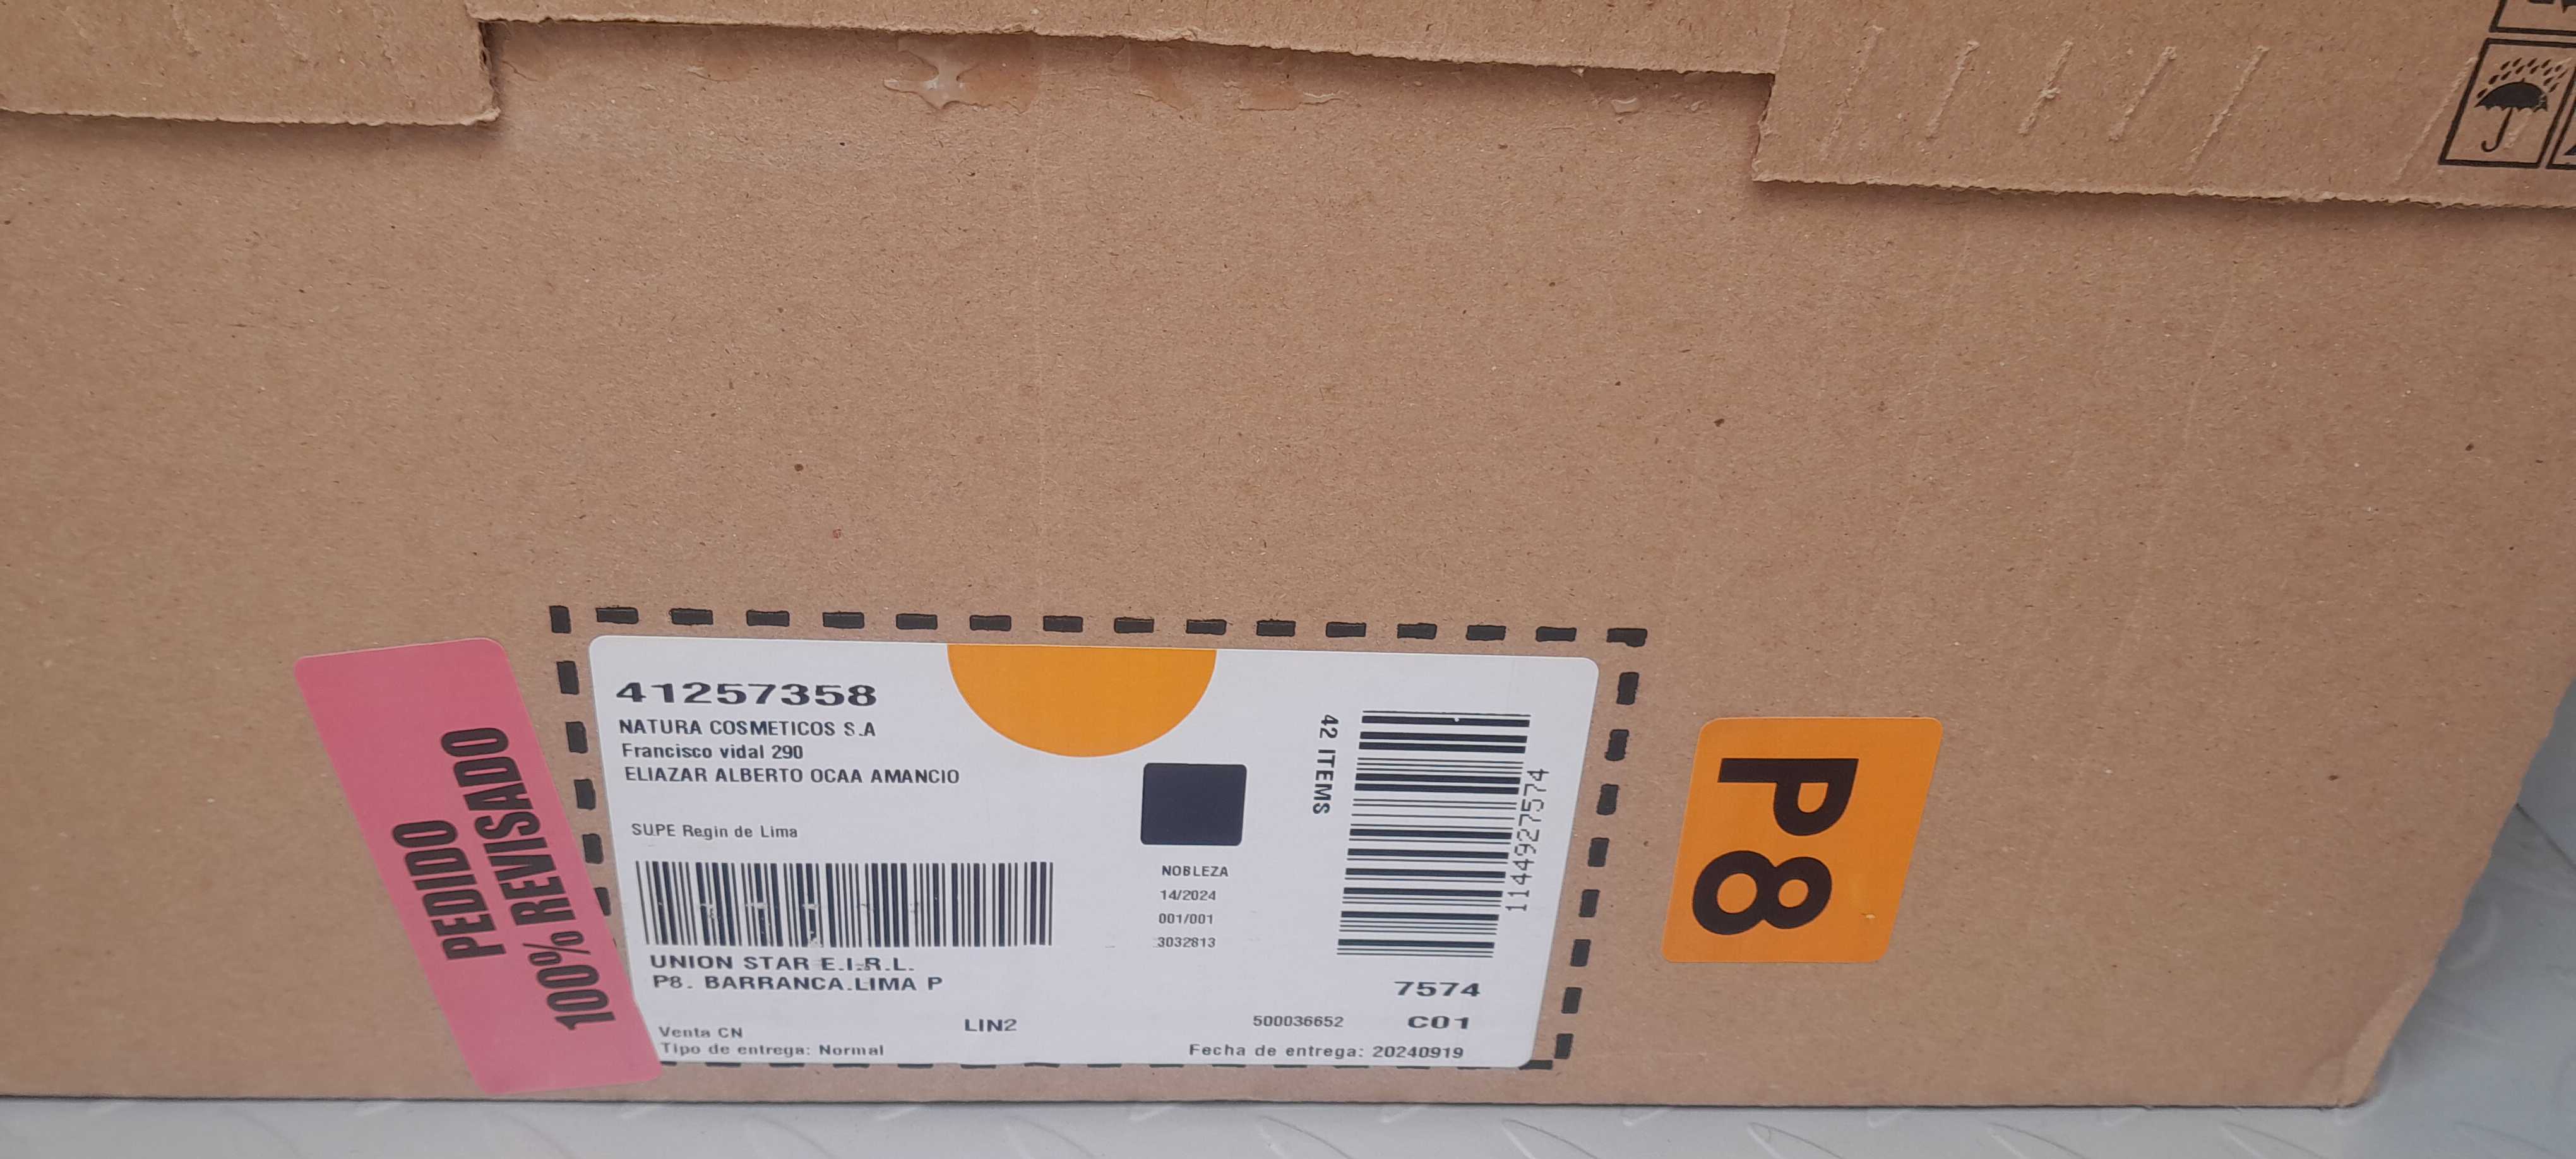 PEDIDO
100% REVISADO
41257358
NATURA COSMETICOS S.A
Francisco vidal 290
ELIAZAR ALBERTO OCAA AMANCIO
SUPE Regin de Lima
UNION STAR E.I.R.L.
P8. BARRANCA.LIMA P
Venta CN
LIN2
Tipo de entrega: Normal
NOBLEZA
14/2024
001/001
3032813
42 ITEMS
114492757​4
7574
500036652
C01
Fecha de entrega: 20240919
P8